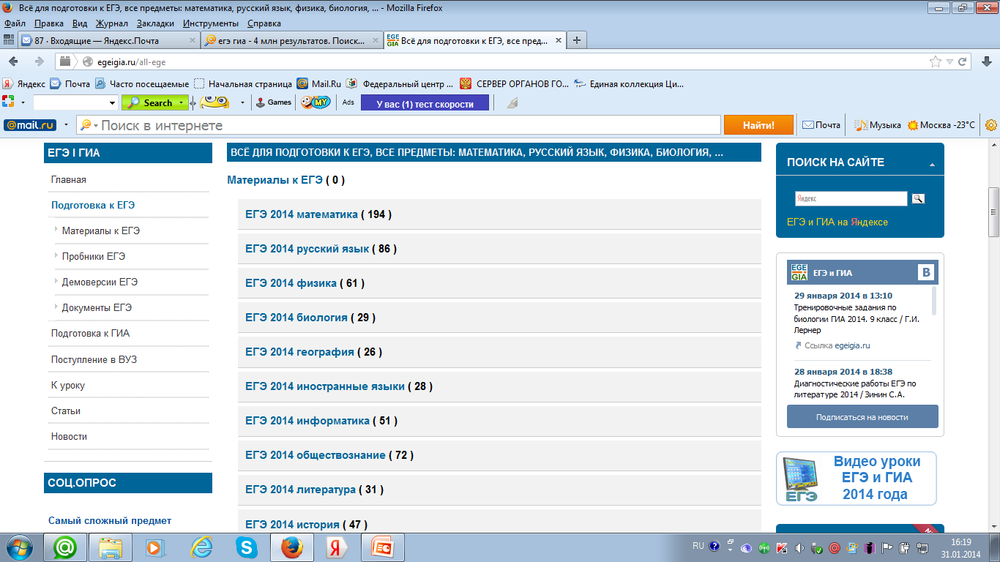 Всё для подготовки к ЕГЭ, все предметы: математика, русский язык, физика, биология, ... - Mozilla Firefox
Файл Правка Вид Журнал Закладки Инструменты Справка
87 · Входящие — Яндекс.Почта
егэ гиа - 4 млн результатов. Поиск...
Всё для подготовки к ЕГЭ, все пред...
egeigia.ru/all-ege
Яндекс Почта Часто посещаемые Начальная страница Mail.Ru Федеральный центр ... СЕРВЕР ОРГАНОВ ГО... Единая коллекция Ци...
Search Games MY Ads У вас (1) тест скорости
@mail.ru Поиск в интернете Найти! Почта Музыка Москва -23°C
ЕГЭ I ГИА
Главная
Подготовка к ЕГЭ
Материалы к ЕГЭ
Пробники ЕГЭ
Демоверсии ЕГЭ
Документы ЕГЭ
Подготовка к ГИА
Поступление в ВУЗ
К уроку
Статьи
Новости
СОЦ.ОПРОС
Самый сложный предмет
ВСЁ ДЛЯ ПОДГОТОВКИ К ЕГЭ, ВСЕ ПРЕДМЕТЫ: МАТЕМАТИКА, РУССКИЙ ЯЗЫК, ФИЗИКА, БИОЛОГИЯ, ...
Материалы к ЕГЭ ( 0 )
ЕГЭ 2014 математика ( 194 )
ЕГЭ 2014 русский язык ( 86 )
ЕГЭ 2014 физика ( 61 )
ЕГЭ 2014 биология ( 29 )
ЕГЭ 2014 география ( 26 )
ЕГЭ 2014 иностранные языки ( 28 )
ЕГЭ 2014 информатика ( 51 )
ЕГЭ 2014 обществознание ( 72 )
ЕГЭ 2014 литература ( 31 )
ЕГЭ 2014 история ( 47 )
ПОИСК НА САЙТЕ
Яндекс
ЕГЭ и ГИА на Яндексе
EGE GIA ЕГЭ и ГИА B
29 января 2014 в 13:10
Тренировочные задания по
биологии ГИА 2014. 9 класс / Г.И.
Лернер
Ссылка egeigia.ru
28 января 2014 в 18:38
Диагностические работы ЕГЭ по
литературе 2014 / Зинин С.А.
Подписаться на новости
Видео уроки
ЕГЭ и ГИА
2014 года
ЕГЭ
RU
16:19
31.01.2014